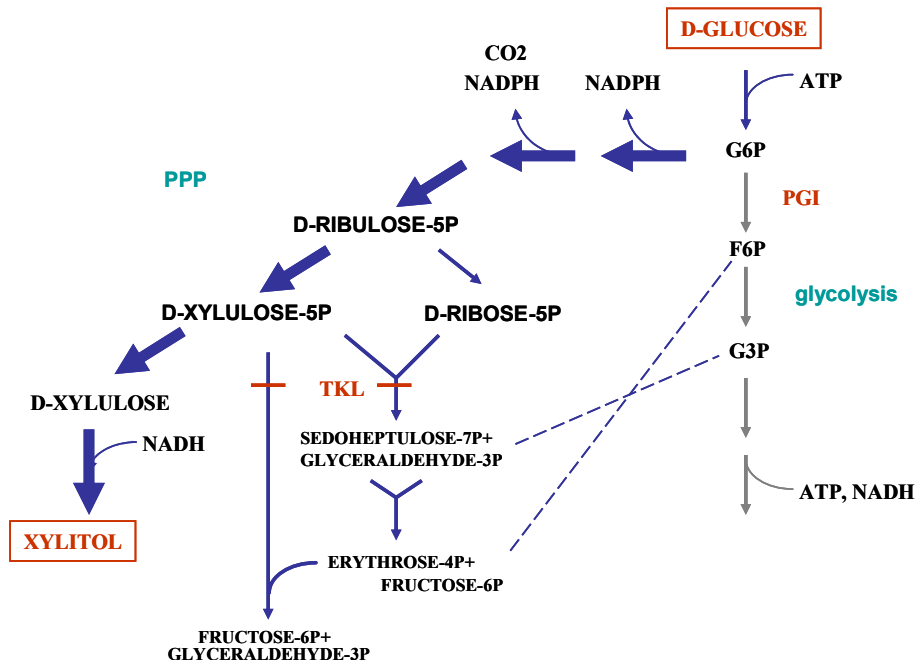 D-GLUCOSE
CO2
NADPH
NADPH
ATP
G6P
PPP
PGI
D-RIBULOSE-5P
F6P
glycolysis
D-XYLULOSE-5P
D-RIBOSE-5P
G3P
TKL
D-XYLULOSE
NADH
SEDOHEPTULOSE-7P+
GLYCERALDEHYDE-3P
ATP, NADH
XYLITOL
ERYTHROSE-4P+
FRUCTOSE-6P
FRUCTOSE-6P+
GLYCERALDEHYDE-3P